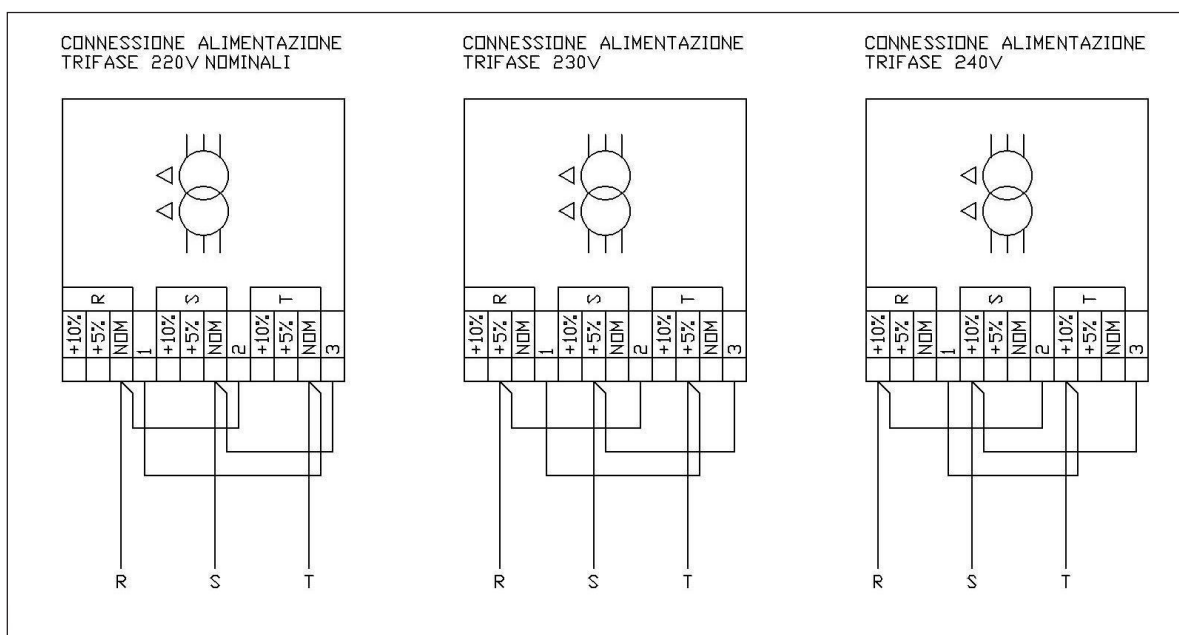 CONNESSIONE ALIMENTAZIONE
TRIFASE 220V NOMINALI
R S T
+10% +5% NOM 1 +10% +5% NOM 2 +10% +5% NOM 3
R S T
CONNESSIONE ALIMENTAZIONE
TRIFASE 230V
R S T
+10% +5% NOM 1 +10% +5% NOM 2 +10% +5% NOM 3
R S T
CONNESSIONE ALIMENTAZIONE
TRIFASE 240V
R S T
+10% +5% NOM 1 +10% +5% NOM 2 +10% +5% NOM 3
R S T